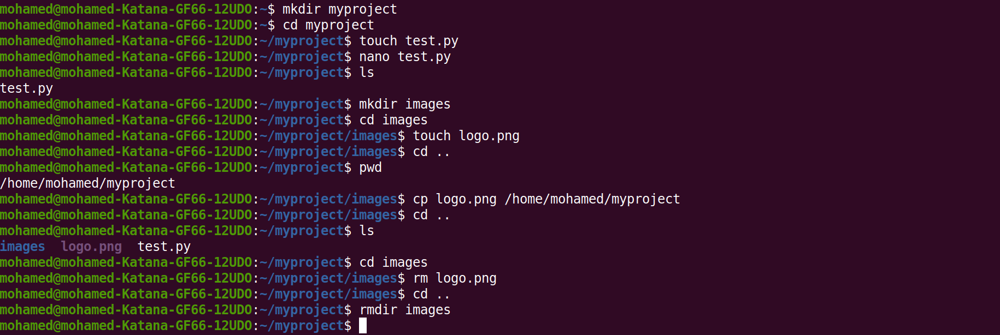 mohamed@mohamed-Katana-GF66-12UDO:~$ mkdir myproject
mohamed@mohamed-Katana-GF66-12UDO:~$ cd myproject
mohamed@mohamed-Katana-GF66-12UDO:~/myproject$ touch test.py
mohamed@mohamed-Katana-GF66-12UDO:~/myproject$ nano test.py
mohamed@mohamed-Katana-GF66-12UDO:~/myproject$ ls
test.py
mohamed@mohamed-Katana-GF66-12UDO:~/myproject$ mkdir images
mohamed@mohamed-Katana-GF66-12UDO:~/myproject$ cd images
mohamed@mohamed-Katana-GF66-12UDO:~/myproject/images$ touch logo.png
mohamed@mohamed-Katana-GF66-12UDO:~/myproject/images$ cd ..
mohamed@mohamed-Katana-GF66-12UDO:~/myproject$ pwd
/home/mohamed/myproject
mohamed@mohamed-Katana-GF66-12UDO:~/myproject/images$ cp logo.png /home/mohamed/myproject
mohamed@mohamed-Katana-GF66-12UDO:~/myproject/images$ cd ..
mohamed@mohamed-Katana-GF66-12UDO:~/myproject$ ls
images  logo.png  test.py
mohamed@mohamed-Katana-GF66-12UDO:~/myproject$ cd images
mohamed@mohamed-Katana-GF66-12UDO:~/myproject/images$ rm logo.png
mohamed@mohamed-Katana-GF66-12UDO:~/myproject/images$ cd ..
mohamed@mohamed-Katana-GF66-12UDO:~/myproject$ rmdir images
mohamed@mohamed-Katana-GF66-12UDO:~/myproject$